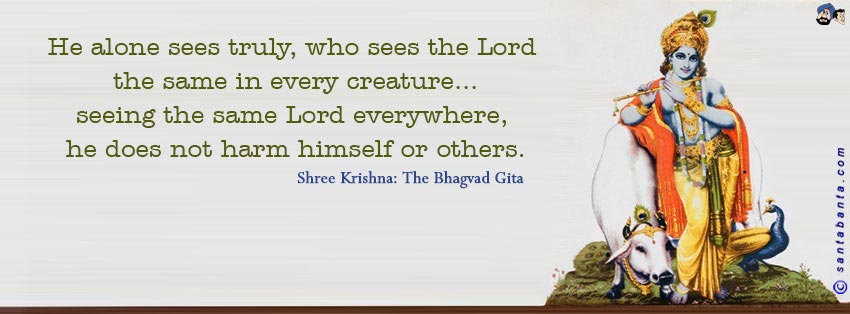 He alone sees truly, who sees the Lord
the same in every creature...
seeing the same Lord everywhere,
he does not harm himself or others.
Shree Krishna: The Bhagvad Gita
© santabanta.com